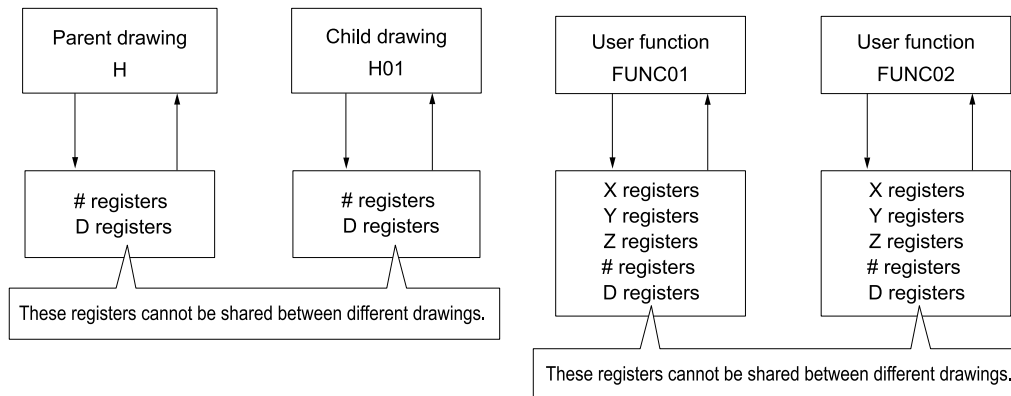 Parent drawing
H
Child drawing
H01
# registers
D registers
# registers
D registers
These registers cannot be shared between different drawings.
User function
FUNC01
User function
FUNC02
X registers
Y registers
Z registers
# registers
D registers
X registers
Y registers
Z registers
# registers
D registers
These registers cannot be shared between different drawings.